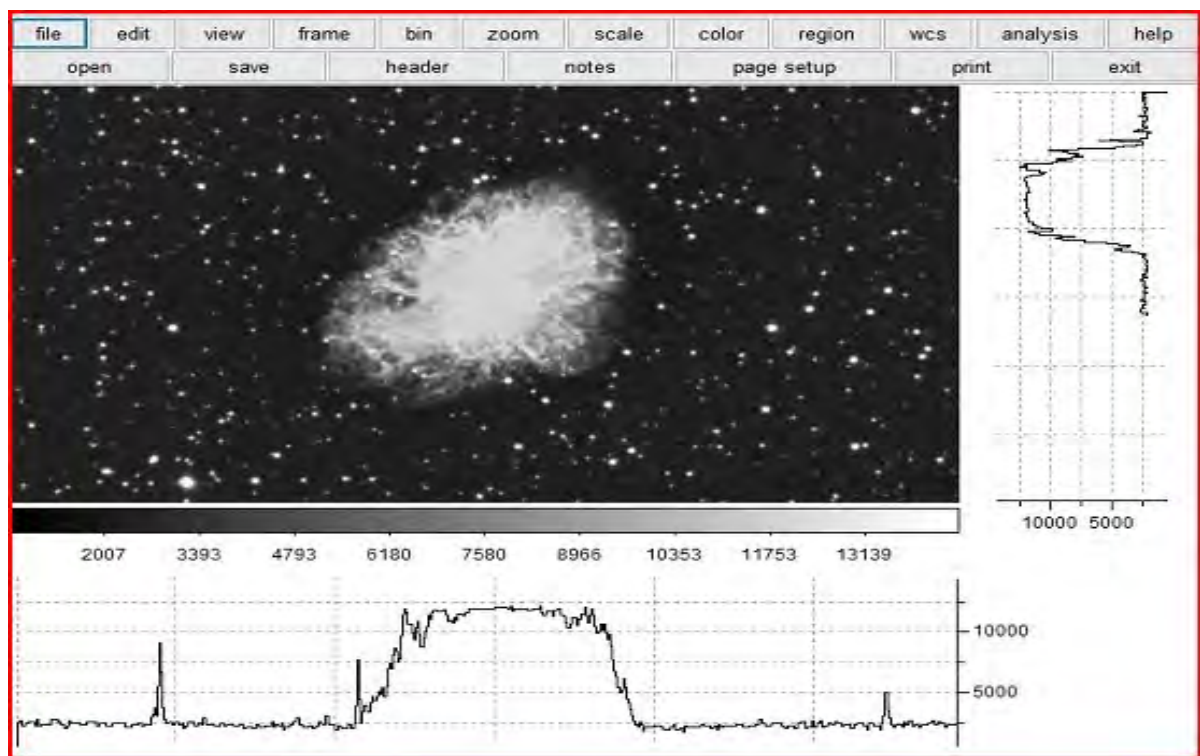 file edit view frame bin zoom scale color region wcs analysis help
open save header notes page setup print exit
10000 5000
2007 3393 4793 6180 7580 8966 10353 11753 13139
10000
5000